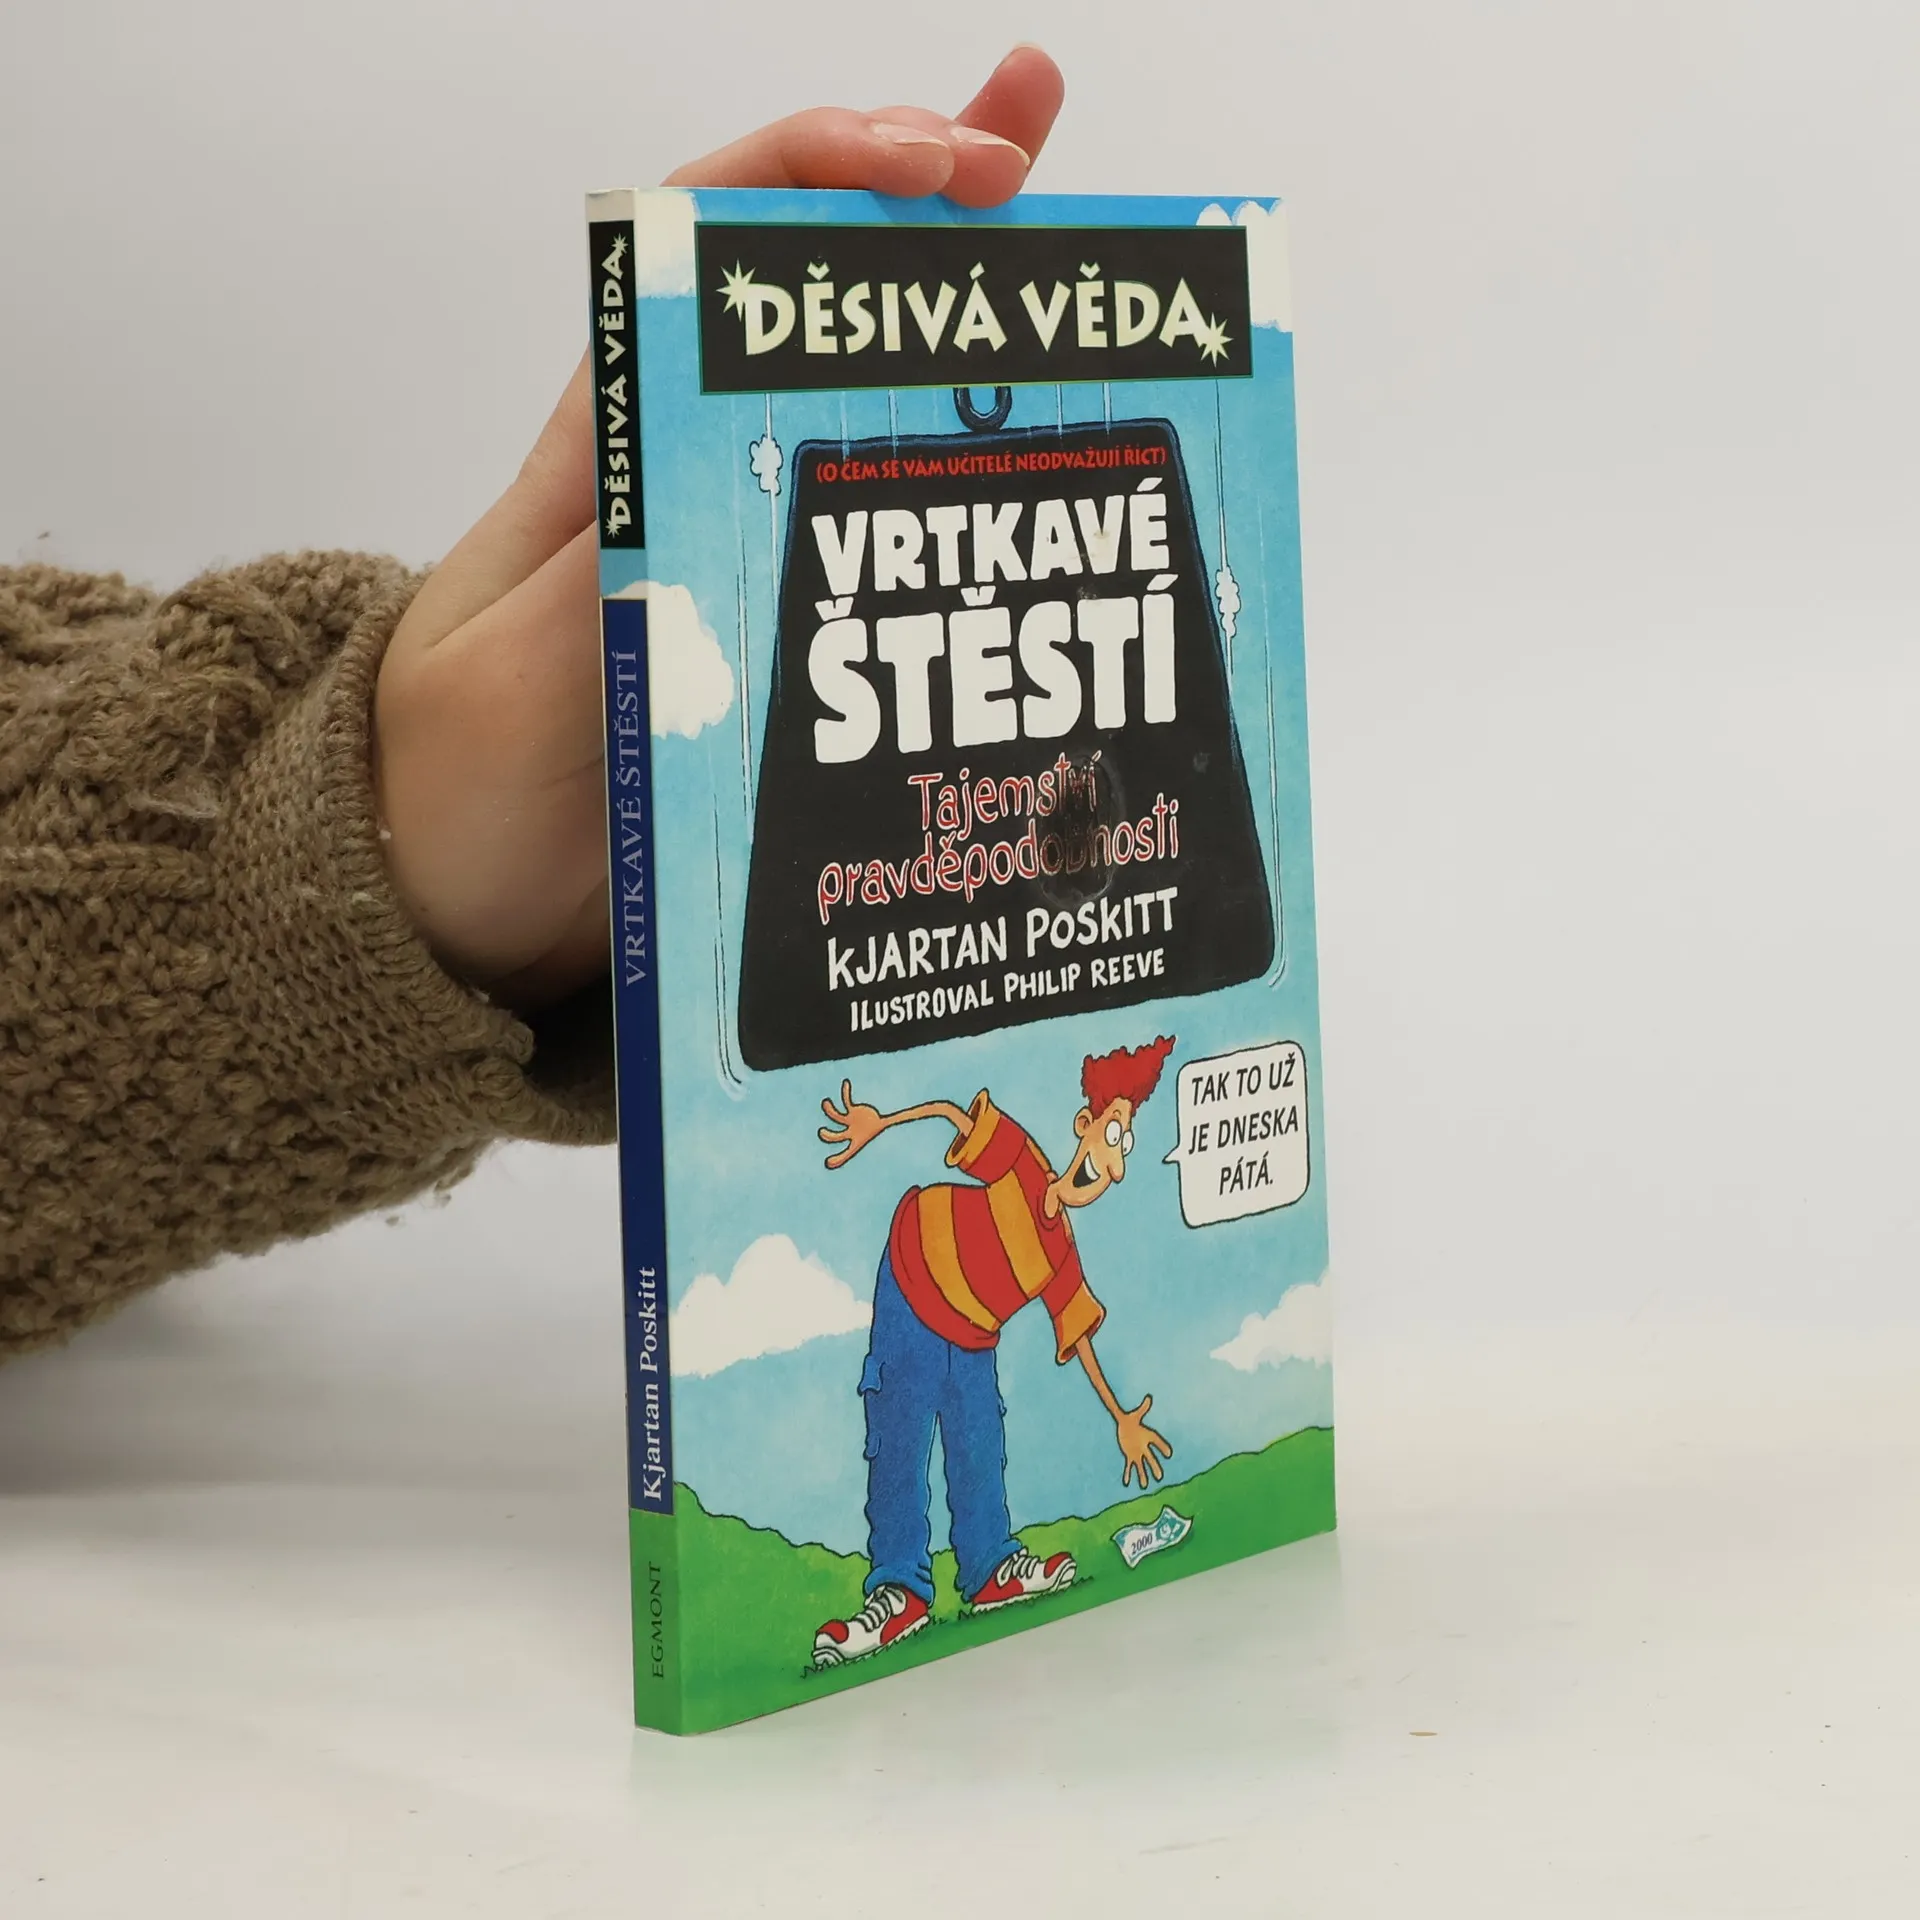 DĚSIVÁ VĚDA
VRTKAVÉ ŠTĚSTÍ
Kjartan Poskitt
EGMONT
DĚSIVÁ VĚDA
(O ČEM SE VÁM UČITELÉ NEODVAŽUJÍ ŘÍCT)
VRTKAVÉ
ŠTĚSTÍ
Tajemství
pravděpodobnosti
KJARTAN POSKITT
ILUSTROVAL PHILIP REEVE
TAK TO UŽ
JE DNESKA
PÁTÁ.
2000